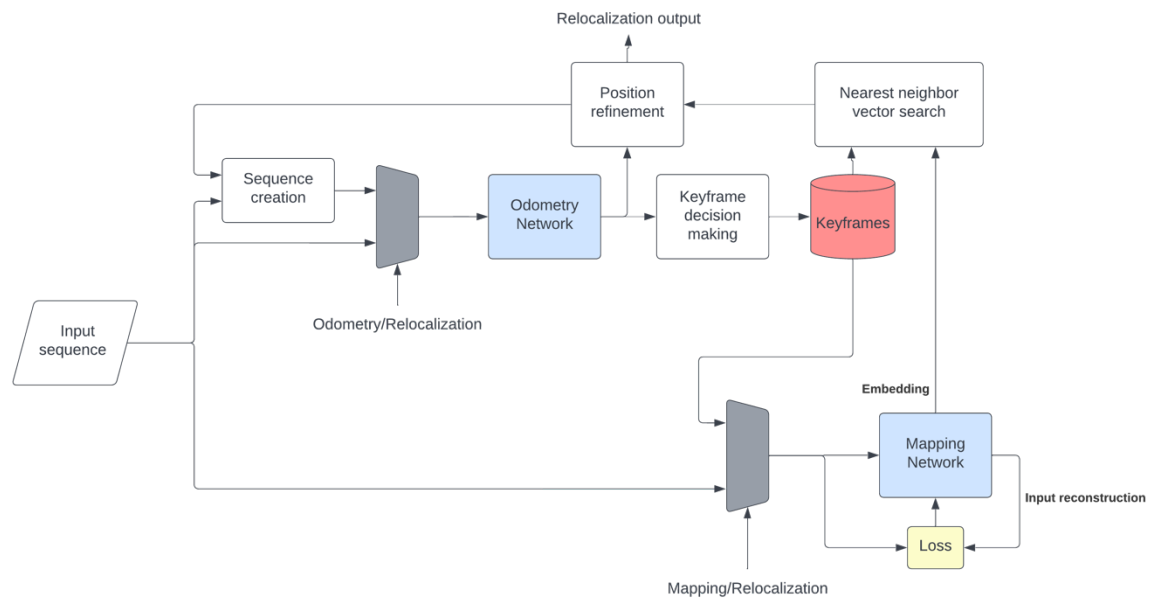 Relocalization output
Position
refinement
Nearest neighbor
vector search
Sequence
creation
Odometry
Network
Keyframe
decision
making
Keyframes
Odometry/Relocalization
Input
sequence
Embedding
Mapping
Network
Input reconstruction
Loss
Mapping/Relocalization